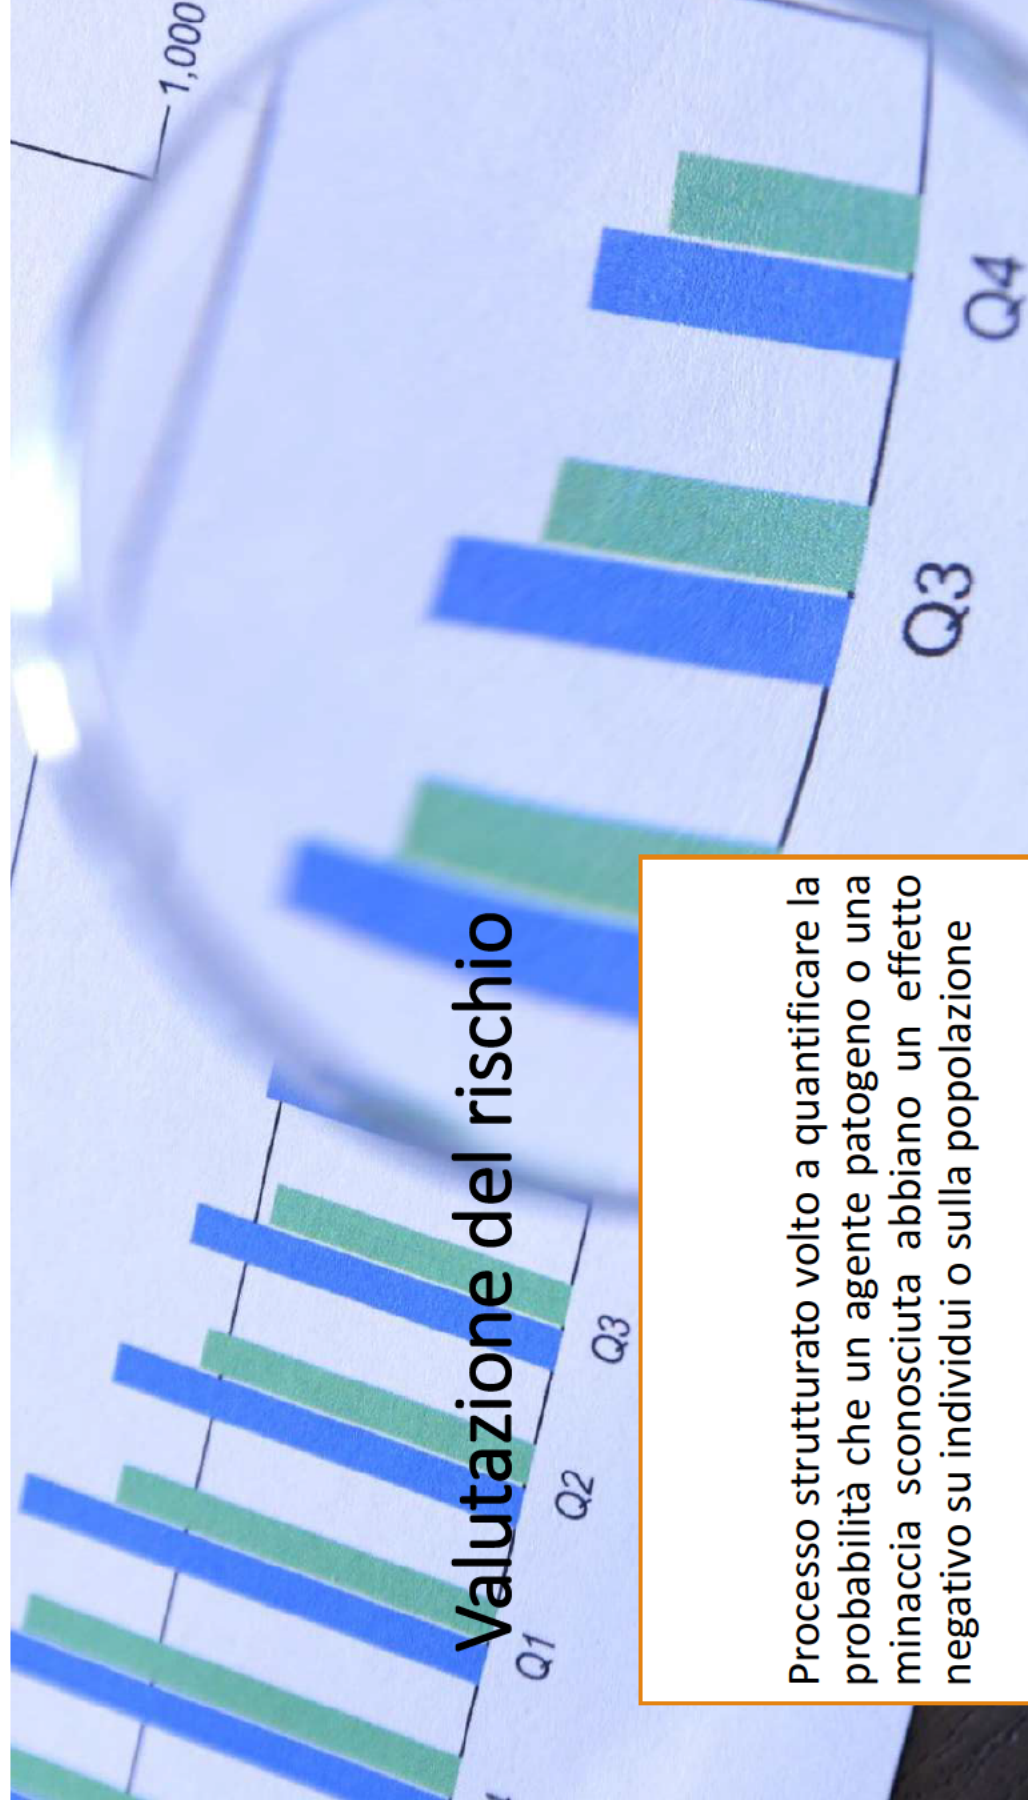 1,000
Q4
Q3
Valutazione del rischio
Q3
Q2
Q1
Processo strutturato volto a quantificare la
probabilità che un agente patogeno o una
minaccia sconosciuta abbiano un effetto
negativo su individui o sulla popolazione